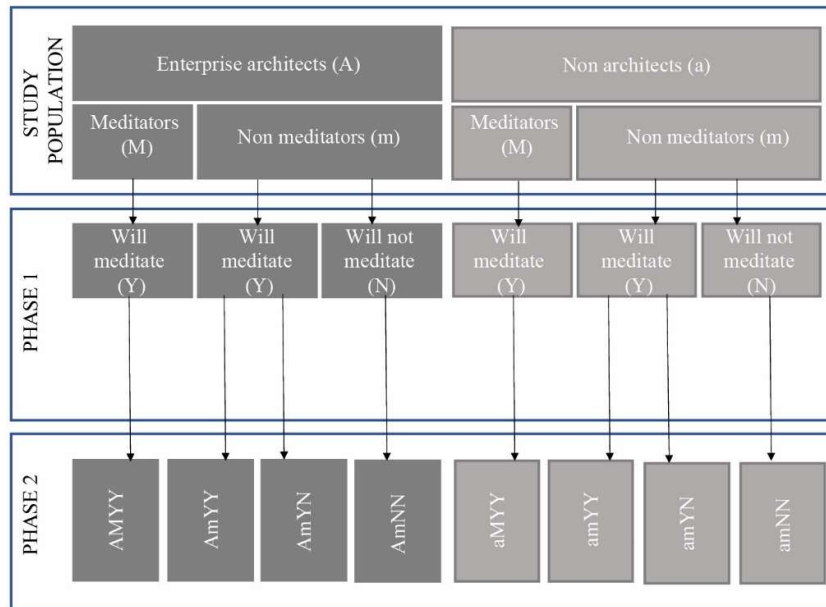 STUDY
POPULATION
Enterprise architects (A)
Non architects (a)
Meditators
(M)
Non meditators (m)
Meditators
(M)
Non meditators (m)
PHASE 1
Will
meditate
(Y)
Will
meditate
(Y)
Will not
meditate
(N)
Will
meditate
(Y)
Will
meditate
(Y)
Will not
meditate
(N)
PHASE 2
AMYY
AmYY
AmYN
AmNN
aMYY
amYY
amYN
amNN